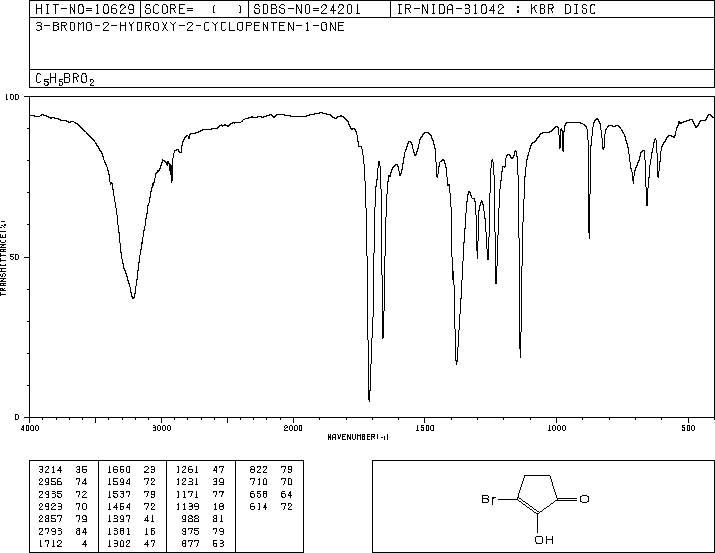 HIT-NO=10629 SCORE= ( ) SDBS-NO=24201 IR-NIDA-31042 : KBR DISC
3-BROMO-2-HYDROXY-2-CYCLOPENTEN-1-ONE
C5H5BRO2
100
50
0
TRANSMITTANCE(%)
4000 3000 2000 1500 1000 500
WAVENUMBER(-1)
3214 36 1660 23 1261 47 822 79
2956 74 1594 72 1231 39 710 70
2935 72 1537 79 1171 77 658 64
2923 70 1454 72 1139 18 614 72
2857 79 1397 41 988 81
2793 84 1381 16 975 79
1712 4 1302 47 877 53
Br
O
OH